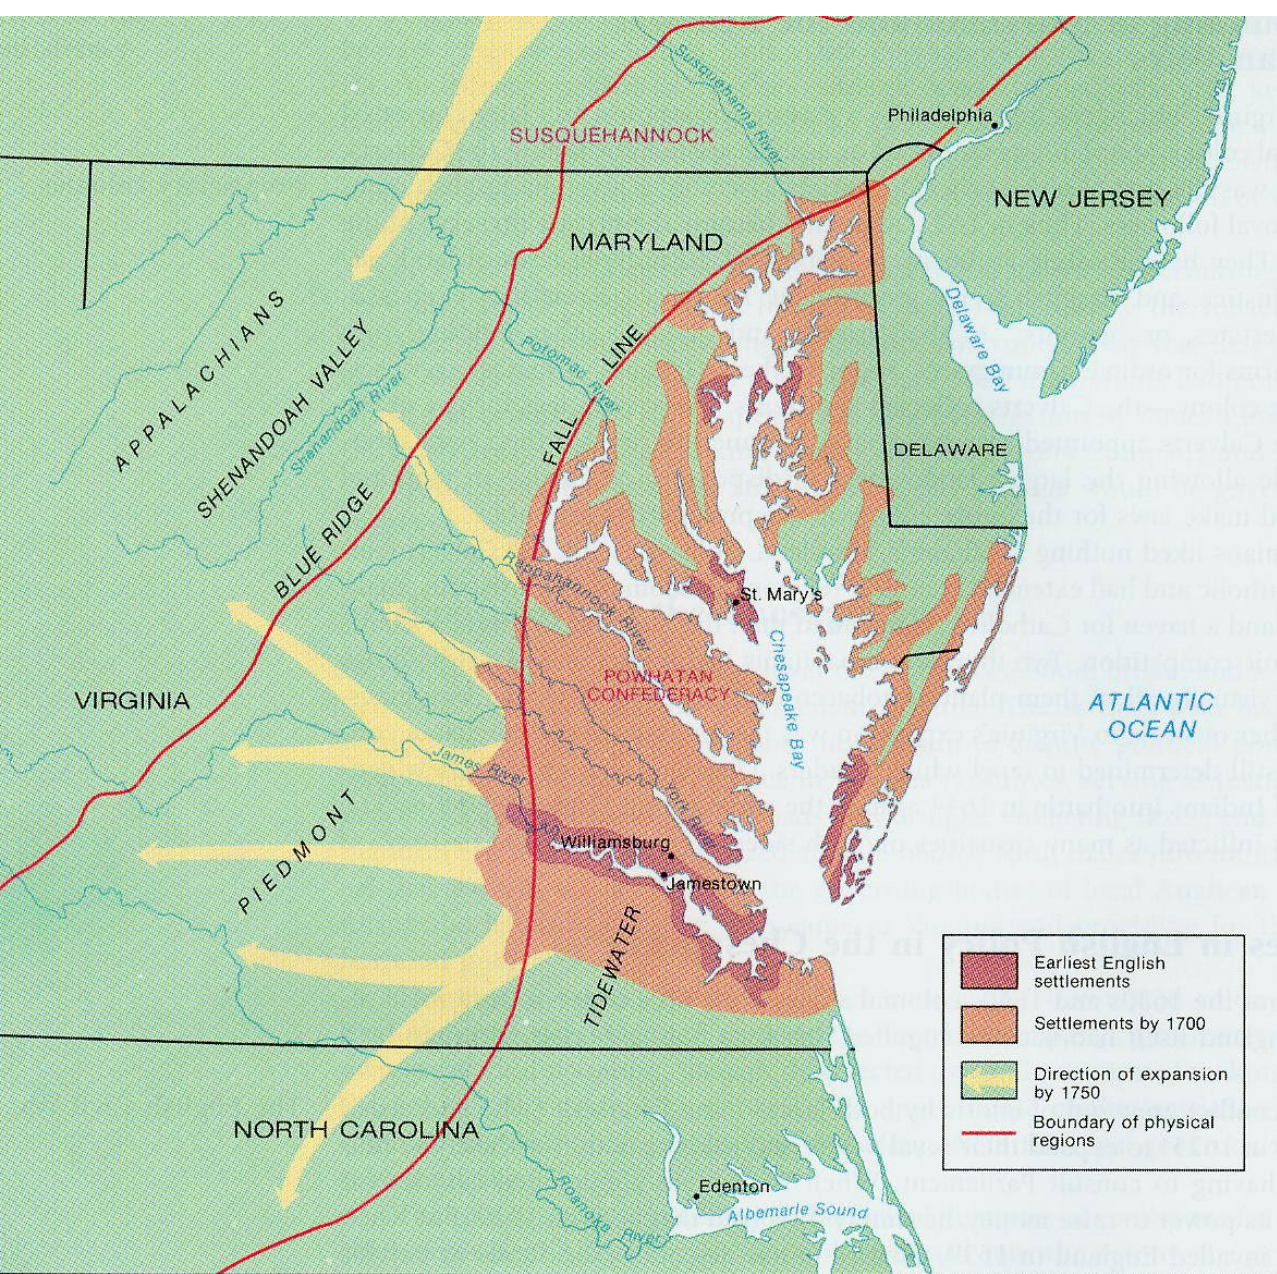 Susquehanna River
Philadelphia
SUSQUEHANNOCK
NEW JERSEY
MARYLAND
Delaware Bay
APPALACHIANS
SHENANDOAH VALLEY
Shanandoah River
Potomac River
FALL LINE
DELAWARE
BLUE RIDGE
Rappahannock River
St. Mary's
Chesapeake Bay
POWHATAN
CONFEDERACY
VIRGINIA
ATLANTIC
OCEAN
James River
York River
PIEDMONT
Williamsburg
Jamestown
TIDEWATER
Earliest English
settlements
Settlements by 1700
Direction of expansion
by 1750
Boundary of physical
regions
NORTH CAROLINA
Edenton
Albemarle Sound
Roanoke River